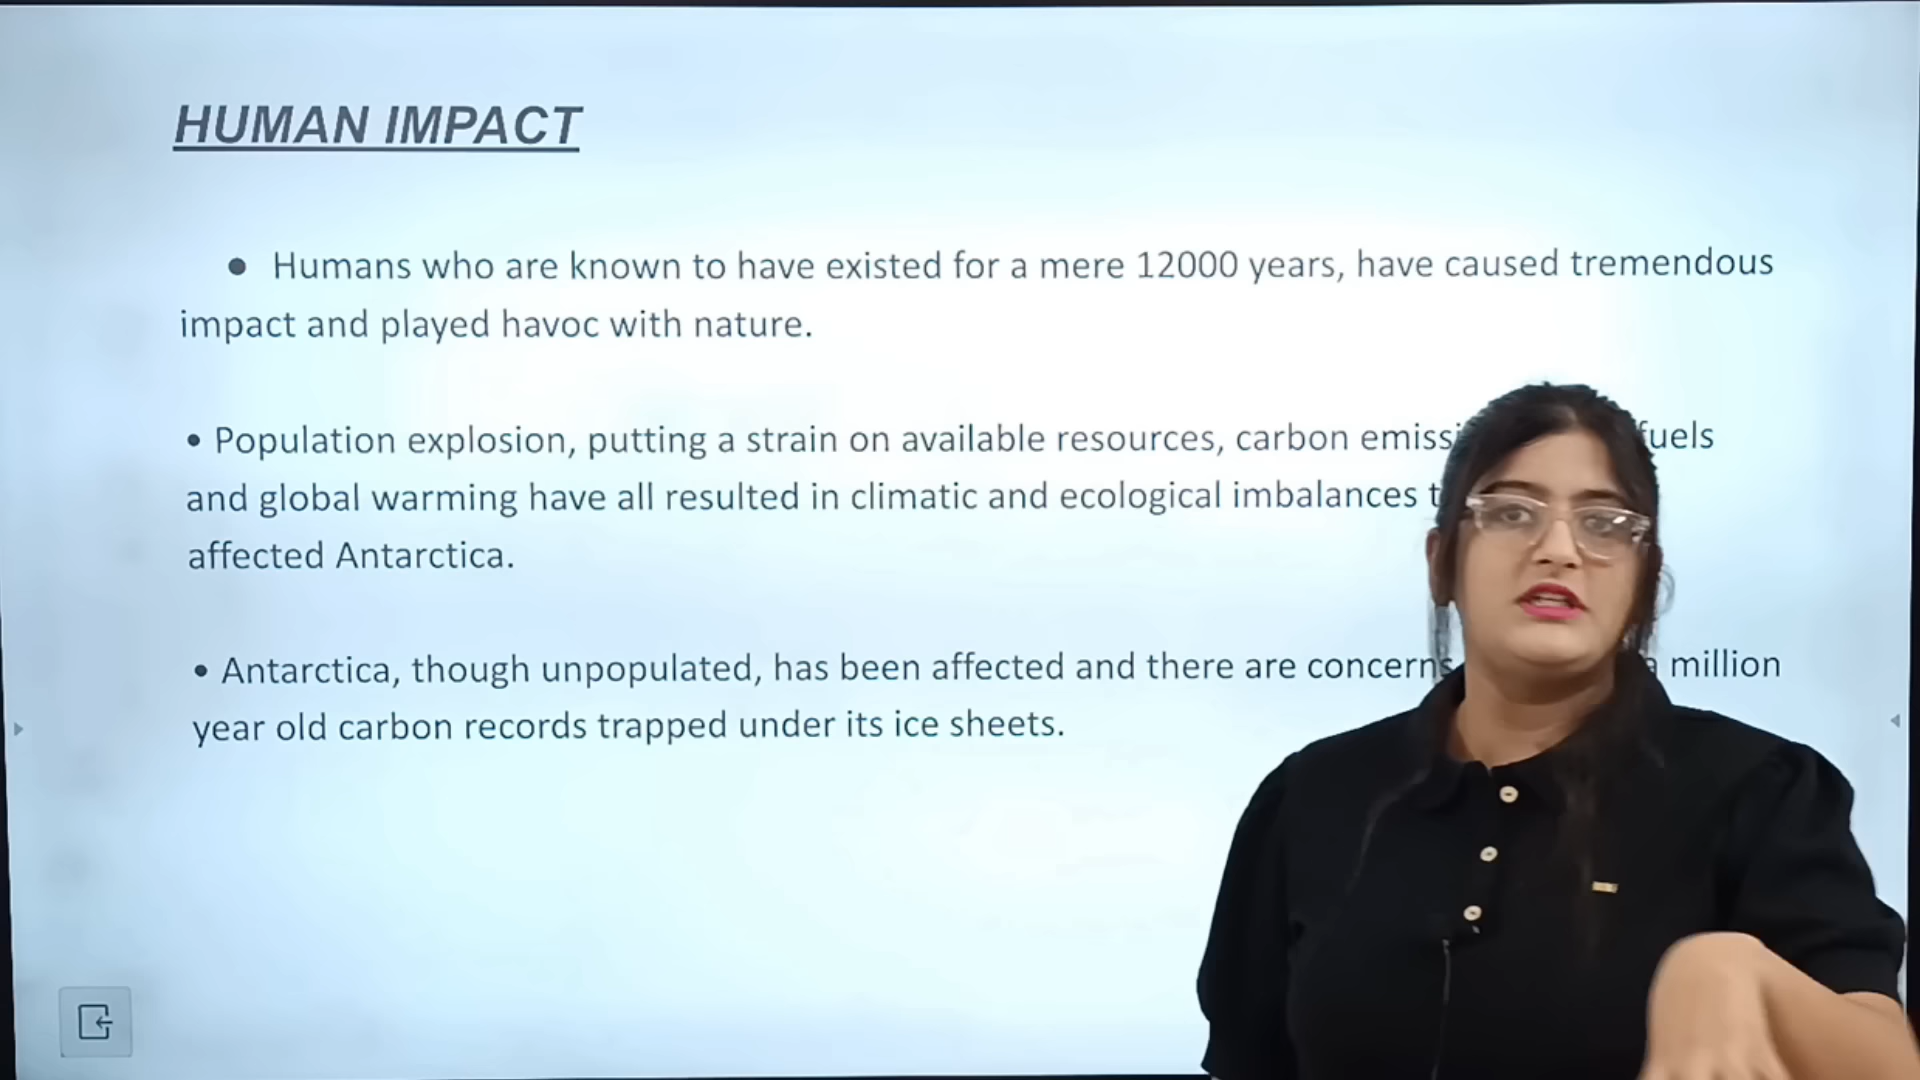 HUMAN IMPACT
● Humans who are known to have existed for a mere 12000 years, have caused tremendous
impact and played havoc with nature.
• Population explosion, putting a strain on available resources, carbon
and global warming have all resulted in climatic and ecological imbalances
affected Antarctica.
• Antarctica, though unpopulated, has been affected and there are million
year old carbon records trapped under its ice sheets.